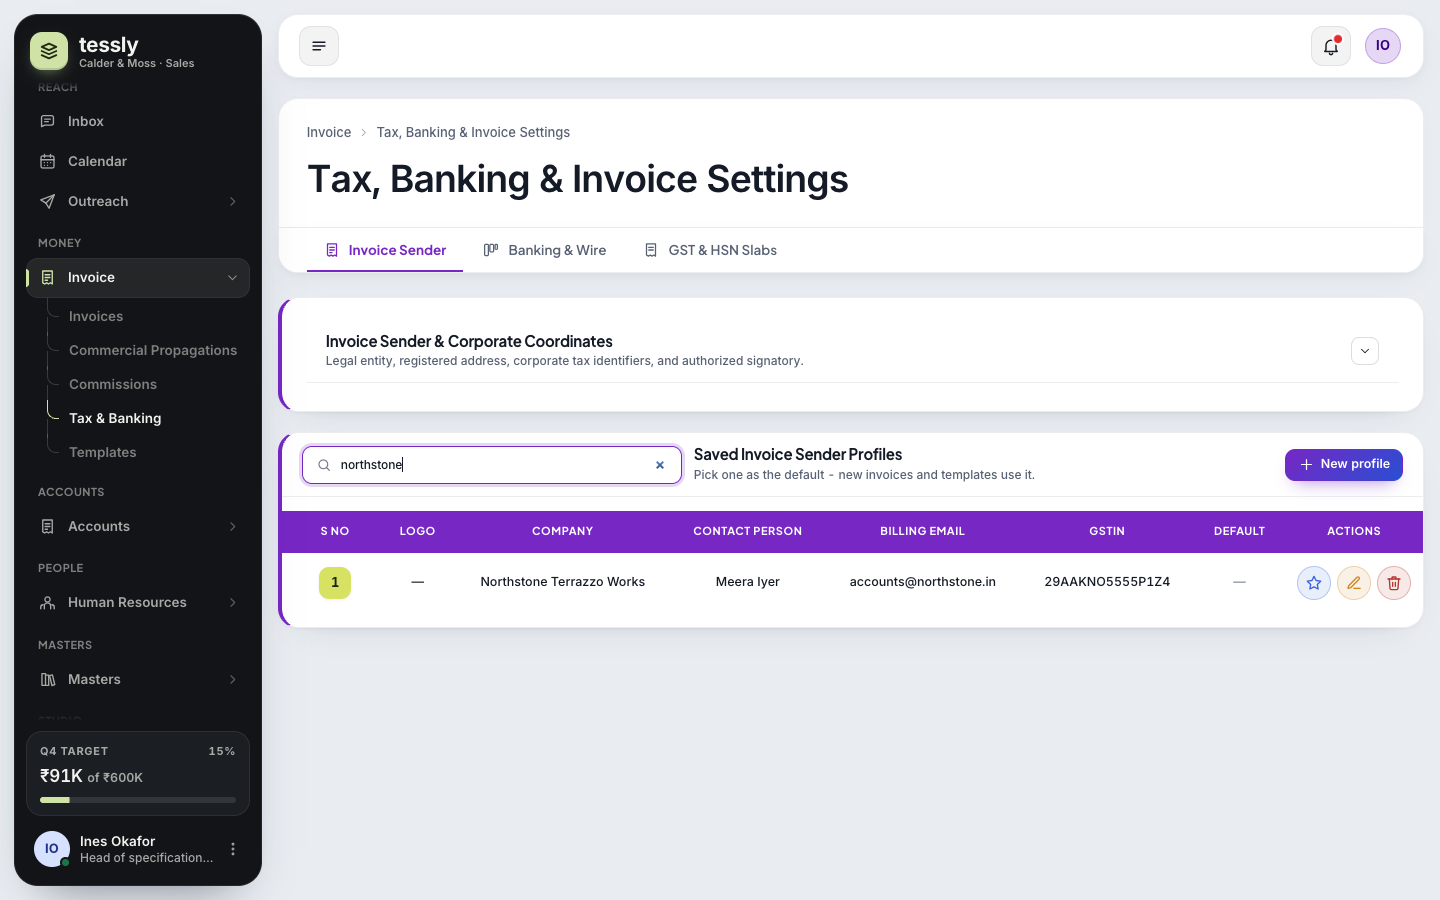 tessly
Calder & Moss · Sales
REACH
Inbox
Calendar
Outreach
MONEY
Invoice
Invoices
Commercial Propagations
Commissions
Tax & Banking
Templates
ACCOUNTS
Accounts
PEOPLE
Human Resources
MASTERS
Masters
Q4 TARGET 15%
₹91K of ₹600K
IO
Ines Okafor
Head of specification...
IO
Invoice > Tax, Banking & Invoice Settings
Tax, Banking & Invoice Settings
Invoice Sender Banking & Wire GST & HSN Slabs
Invoice Sender & Corporate Coordinates
Legal entity, registered address, corporate tax identifiers, and authorized signatory.
northstone
Saved Invoice Sender Profiles
Pick one as the default - new invoices and templates use it.
New profile
S NO LOGO COMPANY CONTACT PERSON BILLING EMAIL GSTIN DEFAULT ACTIONS
1 — Northstone Terrazzo Works Meera Iyer accounts@northstone.in 29AAKNO5555P1Z4 —